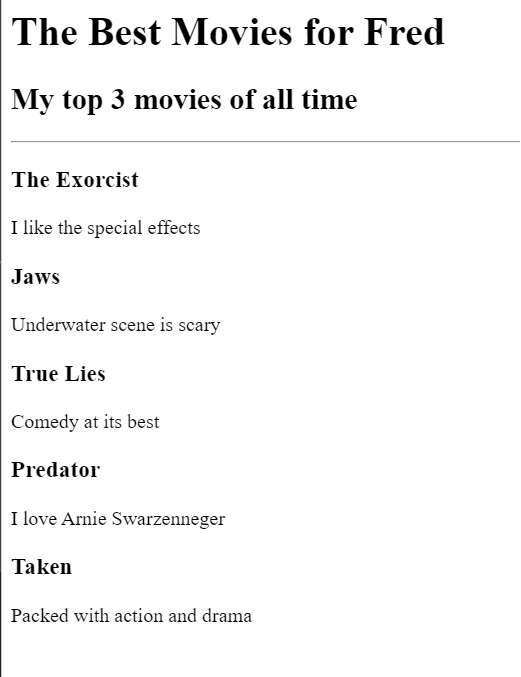 The Best Movies for Fred
My top 3 movies of all time
The Exorcist
I like the special effects
Jaws
Underwater scene is scary
True Lies
Comedy at its best
Predator
I love Arnie Swarzenneger
Taken
Packed with action and drama